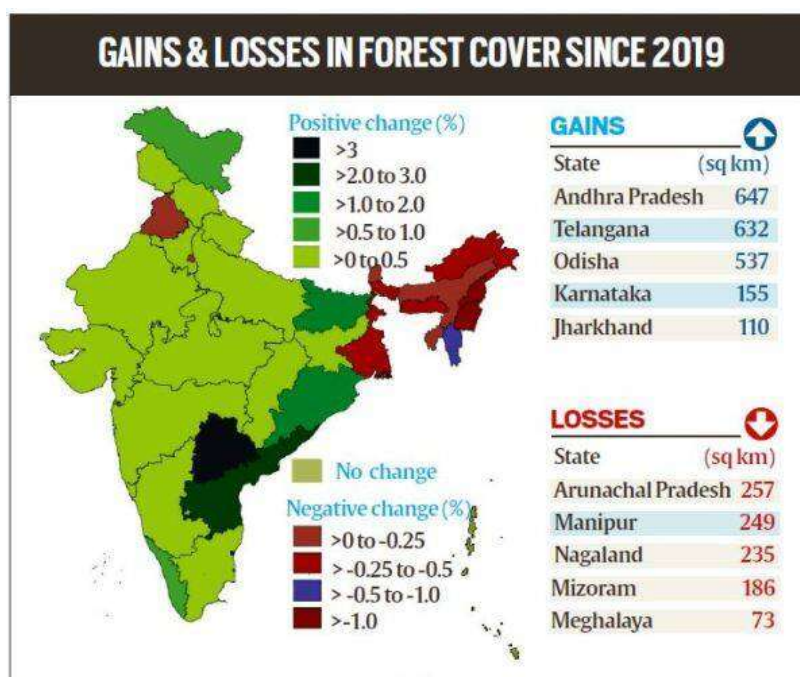 GAINS & LOSSES IN FOREST COVER SINCE 2019
Positive change (%)
>3
>2.0 to 3.0
>1.0 to 2.0
>0.5 to 1.0
>0 to 0.5
No change
Negative change (%)
>0 to -0.25
> -0.25 to -0.5
> -0.5 to -1.0
>-1.0
GAINS
State (sq km)
Andhra Pradesh 647
Telangana 632
Odisha 537
Karnataka 155
Jharkhand 110
LOSSES
State (sq km)
Arunachal Pradesh 257
Manipur 249
Nagaland 235
Mizoram 186
Meghalaya 73